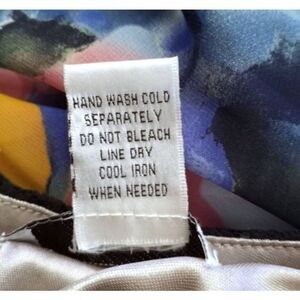 HAND WASH COLD
SEPARATELY
DO NOT BLEACH
LINE DRY
COOL IRON
WHEN NEEDED